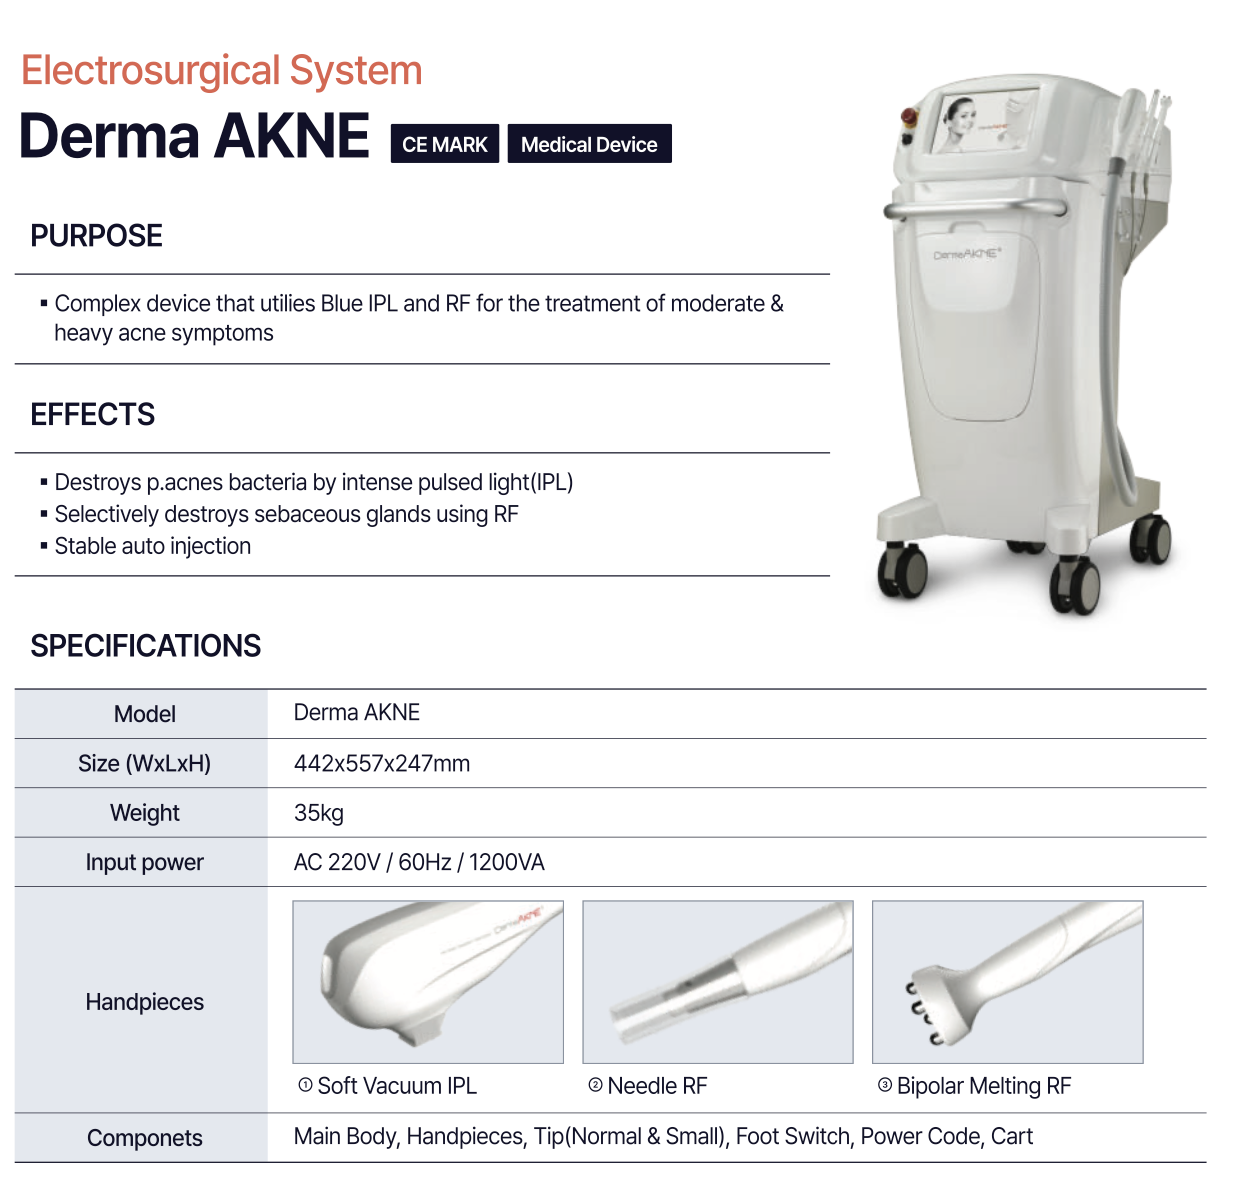 Electrosurgical System
Derma AKNE CE MARK Medical Device
PURPOSE
▪ Complex device that utilies Blue IPL and RF for the treatment of moderate &
heavy acne symptoms
EFFECTS
▪ Destroys p.acnes bacteria by intense pulsed light(IPL)
▪ Selectively destroys sebaceous glands using RF
▪ Stable auto injection
DermaAKNE+
SPECIFICATIONS
Model Derma AKNE
Size (WxLxH) 442x557x247mm
Weight 35kg
Input power AC 220V / 60Hz / 1200VA
Handpieces
DermaAKNE+
① Soft Vacuum IPL ② Needle RF ③ Bipolar Melting RF
Componets Main Body, Handpieces, Tip(Normal & Small), Foot Switch, Power Code, Cart